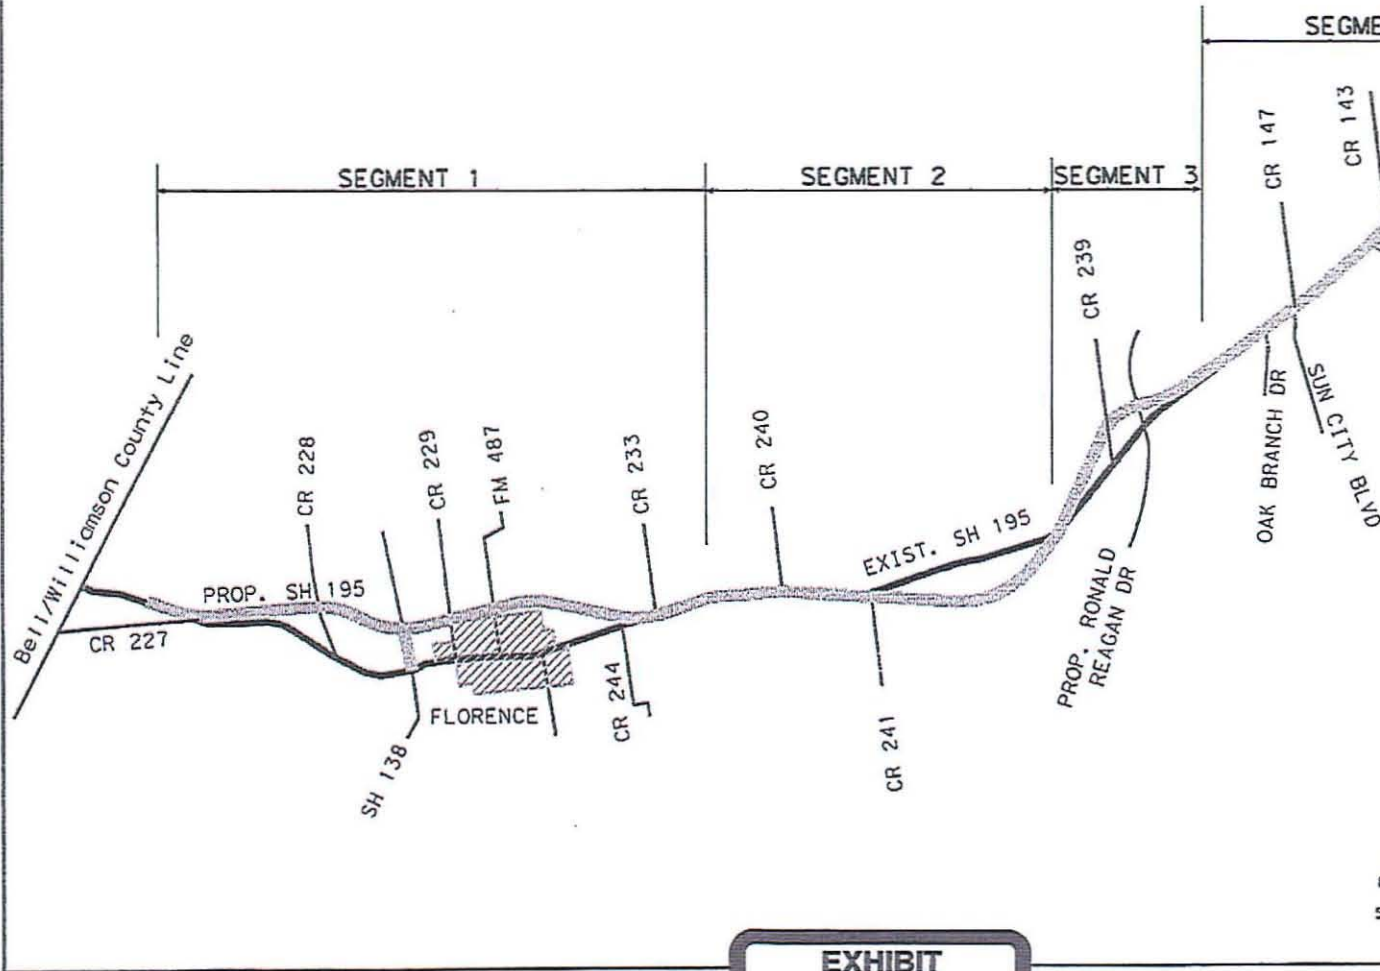 SEGME
CR 143
CR 147
SEGMENT 1
SEGMENT 2
SEGMENT 3
CR 239
Bell/Williamson County Line
CR 228
CR 229
FM 487
CR 233
CR 240
EXIST. SH 195
PROP. SH 195
CR 227
OAK BRANCH DR
SUN CITY BLVD
PROP. RONALD
REAGAN DR
FLORENCE
SH 138
CR 244
CR 241
EXHIBIT